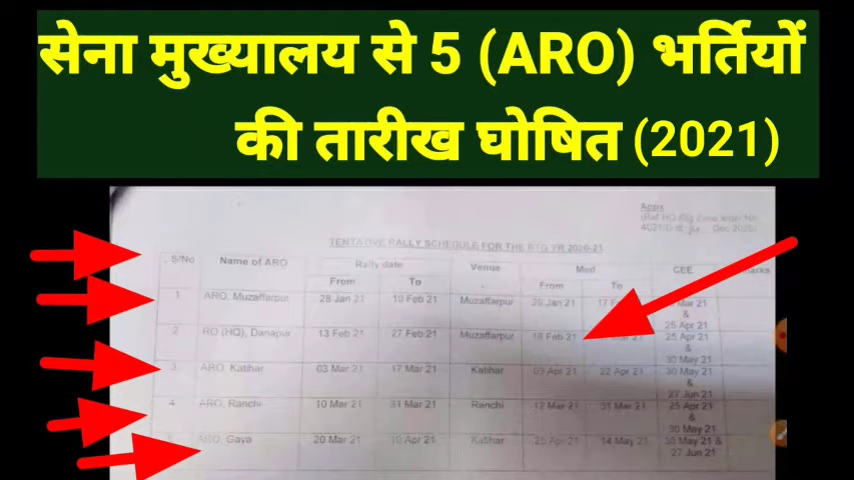 सेना मुख्यालय से 5 (ARO) भर्तियों
की तारीख घोषित (2021)
Appx
TENTATIVE RALLY SCHEDULE FOR THE RTG YR 2020-21
S/No Name of ARO Rally date Venue Med CEE
From To From To
1 ARO, Muzaffarpur 28 Jan 21 10 Feb 21 Muzaffarpur 29 Jan 21 17 Mar 21
&
25 Apr 21
2 RO (HQ), Danapur 13 Feb 21 27 Feb 21 Muzaffarpur 25 Apr 21
&
30 May 21
3 ARO, Katihar 03 Mar 21 17 Mar 21 Katihar 22 Apr 21 30 May 21
&
27 Jun 21
4 ARO, Ranchi 10 Mar 21 31 Mar 21 Ranchi 12 Mar 21 31 Mar 21 25 Apr 21
&
30 May 21
ARO, Gaya 20 Mar 21 10 Apr 21 Katihar 14 May 21 30 May 21 &
27 Jun 21